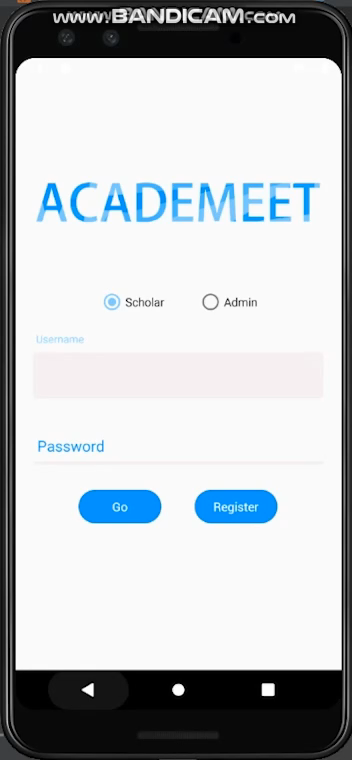 www.BANDICAM.com
ACADEMEET
Scholar Admin
Username
Password
Go Register